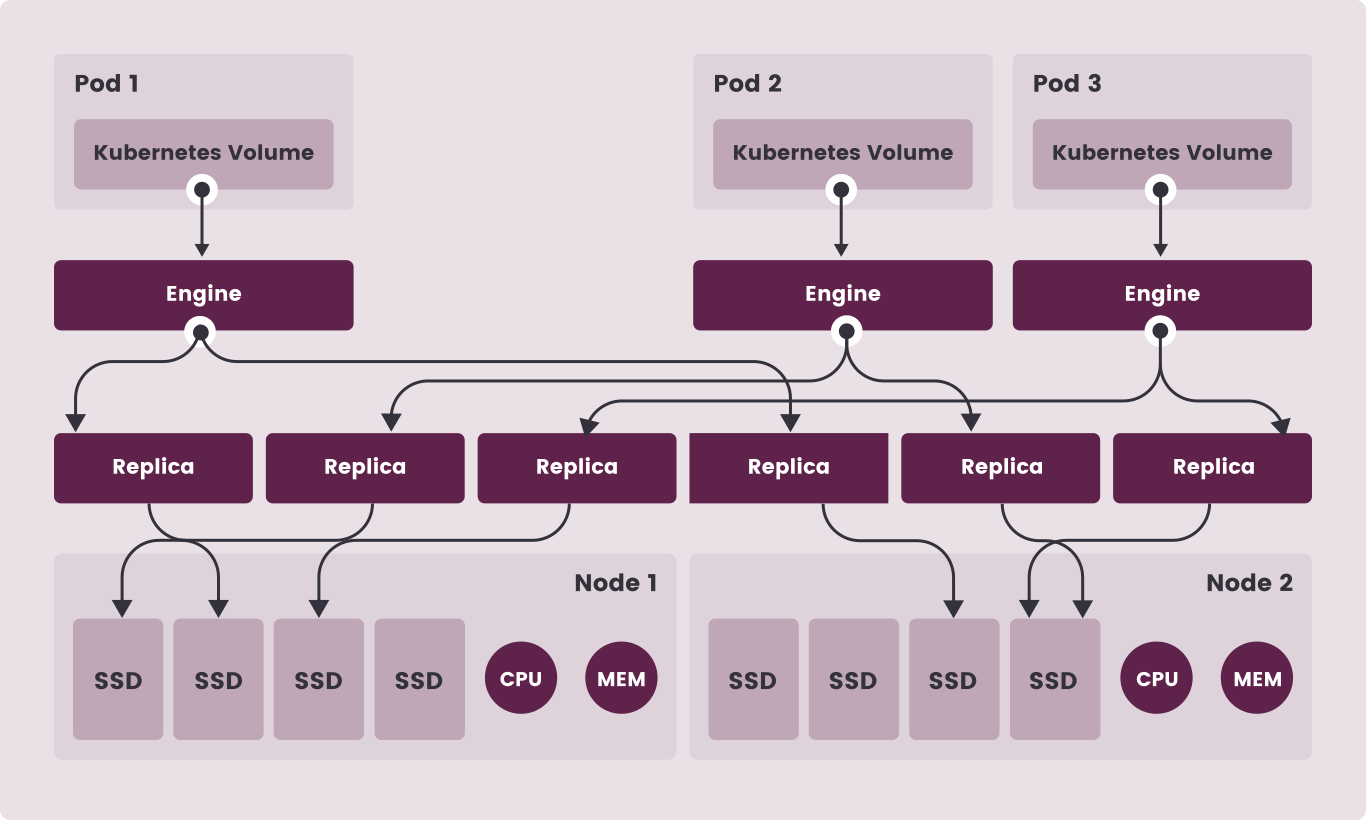 Pod 1
Kubernetes Volume
Pod 2
Kubernetes Volume
Pod 3
Kubernetes Volume
Engine
Engine
Engine
Replica
Replica
Replica
Replica
Replica
Replica
Node 1
SSD
SSD
SSD
SSD
CPU
MEM
Node 2
SSD
SSD
SSD
SSD
CPU
MEM